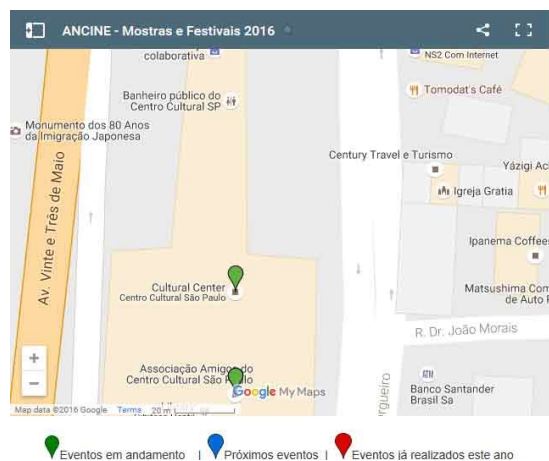 ANCINE - Mostras e Festivais 2016
colaborativa
NS2 Com Internet
Banheiro público do
Centro Cultural SP
Tomodat's Café
Monumento dos 80 Anos
da Imigração Japonesa
Century Travel e Turismo
Yázigi
Igreja Gratia
Av. Vinte e Três de Maio
Ipanema Coffee
Cultural Center
Centro Cultural São Paulo
Matsushima Com
de Auto
R. Dr. João Morais
Associação Amigos do
Centro Cultural São
Google My Maps
Banco Santander
Brasil Sa
Map data ©2016 Google Terms 20 m
Eventos em andamento | Próximos eventos | Eventos já realizados este ano